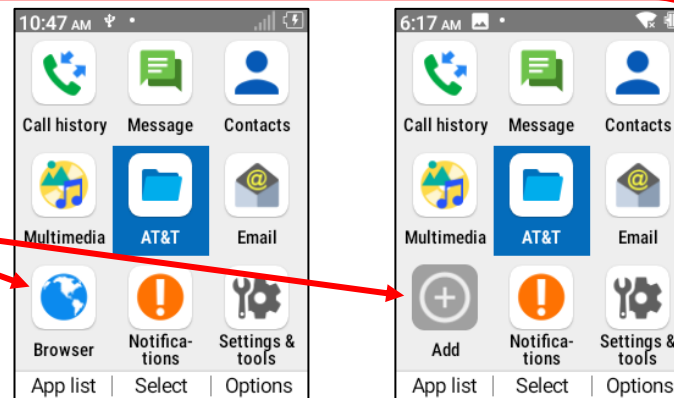 10:47 AM
Call history Message Contacts
Multimedia AT&T Email
Browser Notifica-
tions Settings &
tools
App list | Select | Options
6:17 AM
Call history Message Contacts
Multimedia AT&T Email
Add Notifica-
tions Settings &
tools
App list | Select | Options